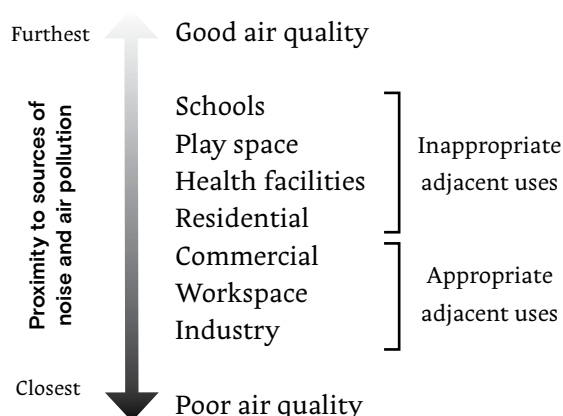 Furthest
Good air quality
Proximity to sources of
noise and air pollution
Schools
Play space
Health facilities
Residential
Inappropriate
adjacent uses
Commercial
Workspace
Industry
Appropriate
adjacent uses
Closest
Poor air quality